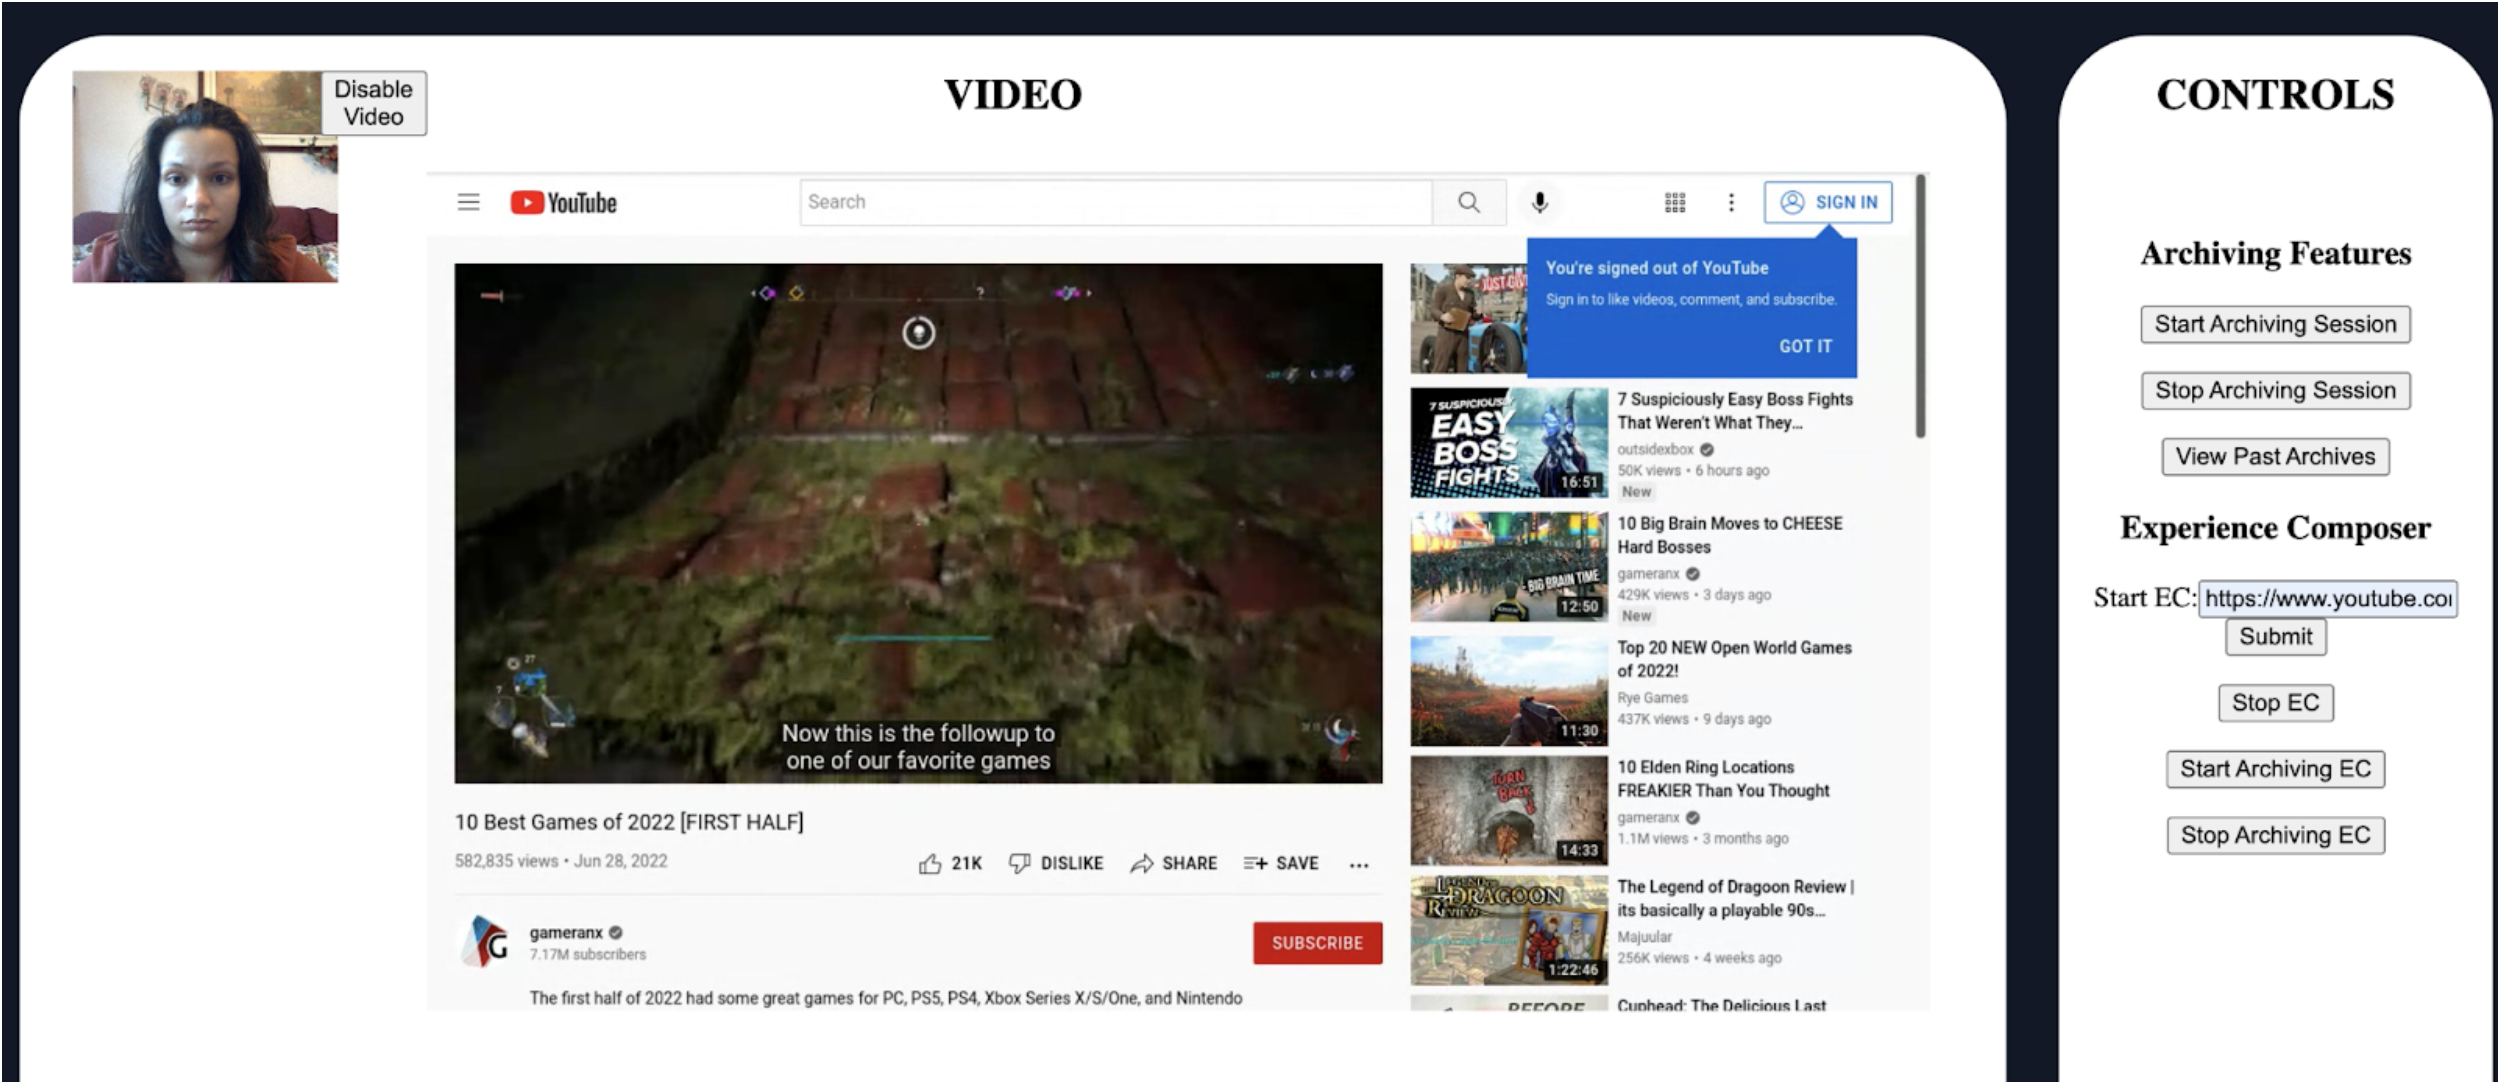 Disable
Video
VIDEO
YouTube
Search
SIGN IN
You're signed out of YouTube
Sign in to like videos, comment, and subscribe.
GOT IT
?
27
7
Now this is the followup to
one of our favorite games
10 Best Games of 2022 [FIRST HALF]
582,835 views • Jun 28, 2022
21K
DISLIKE
SHARE
SAVE
gameranx
7.17M subscribers
SUBSCRIBE
The first half of 2022 had some great games for PC, PS5, PS4, Xbox Series X/S/One, and Nintendo
JUST
7 SUSPICIOUSLY
EASY
BOSS
FIGHTS
16:51
7 Suspiciously Easy Boss Fights
That Weren't What They...
outsidexbox
50K views • 6 hours ago
New
BIG BRAIN TIME
12:50
10 Big Brain Moves to CHEESE
Hard Bosses
gameranx
429K views • 3 days ago
New
11:30
Top 20 NEW Open World Games
of 2022!
Rye Games
437K views • 9 days ago
TURN
BACK
14:33
10 Elden Ring Locations
FREAKIER Than You Thought
gameranx
1.1M views • 3 months ago
LEGEND OF
DRAGOON
REVIEW
1:22:46
The Legend of Dragoon Review |
its basically a playable 90s...
Majuular
256K views • 4 weeks ago
BEFORE
Cuphead: The Delicious Last
CONTROLS
Archiving Features
Start Archiving Session
Stop Archiving Session
View Past Archives
Experience Composer
Start EC:
https://www.youtube.co
Submit
Stop EC
Start Archiving EC
Stop Archiving EC